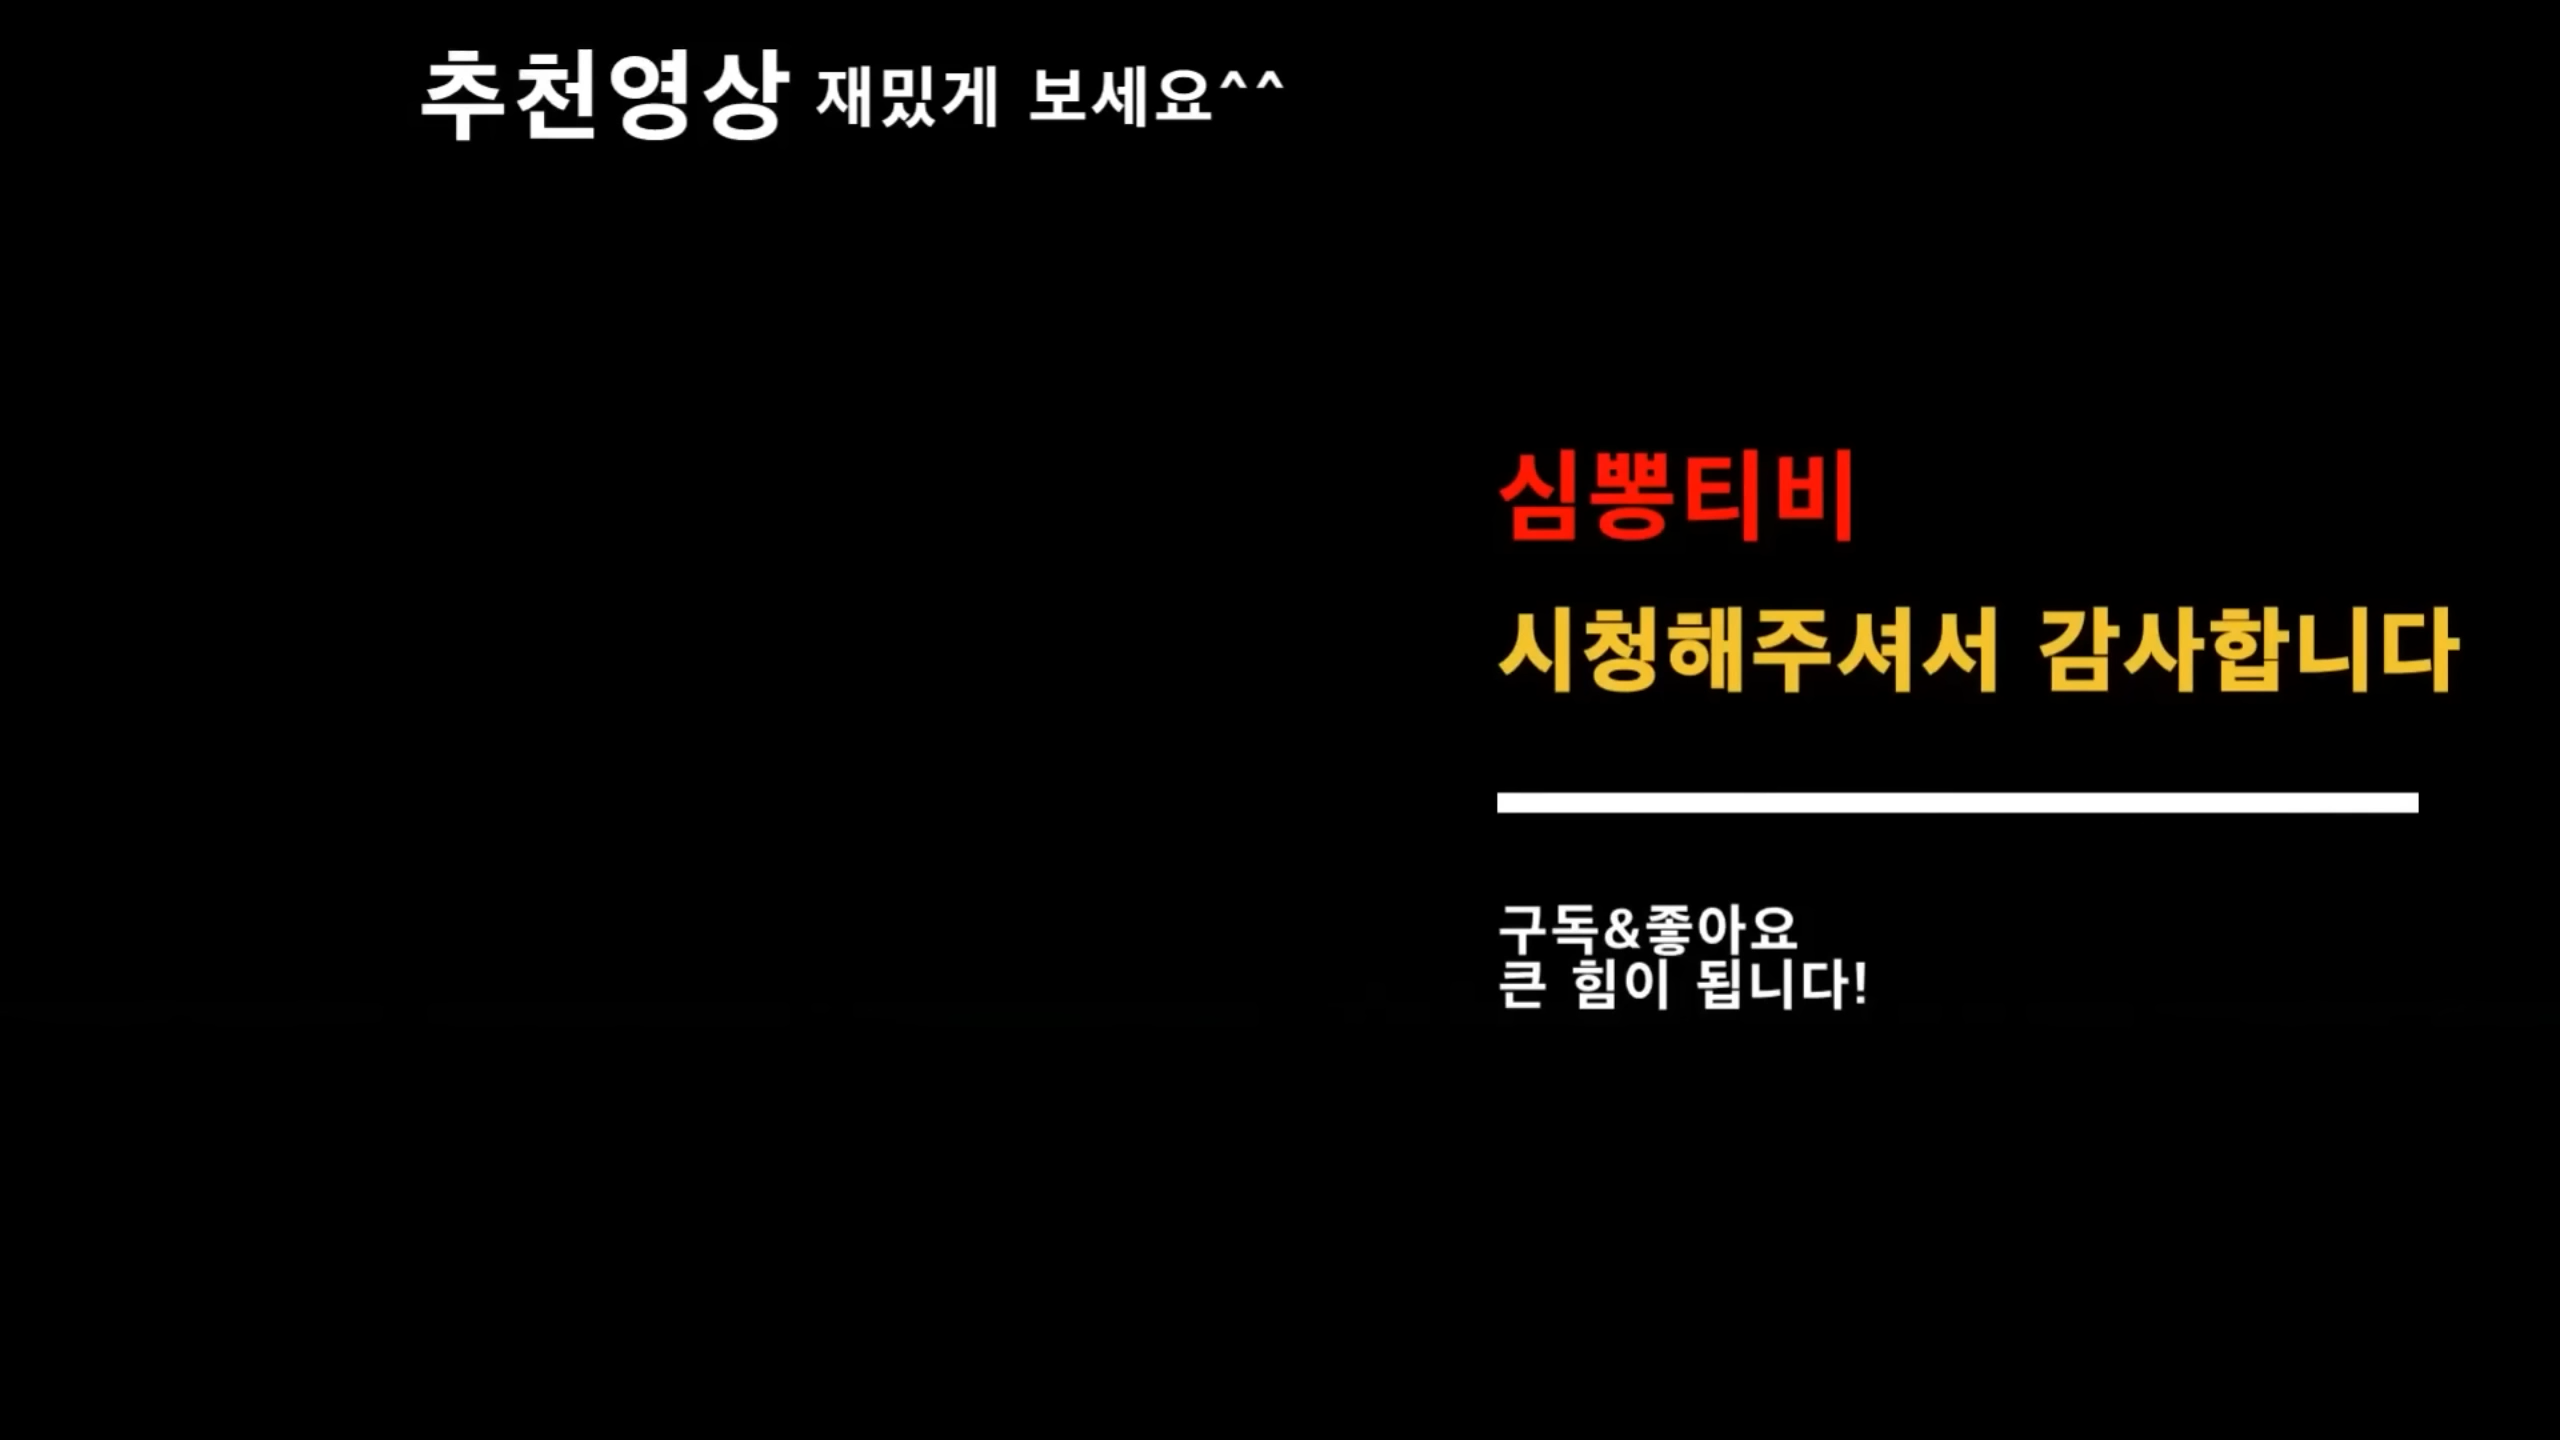 추천영상 재밌게 보세요^^
심뽕티비
시청해주셔서 감사합니다
구독&좋아요
큰 힘이 됩니다!